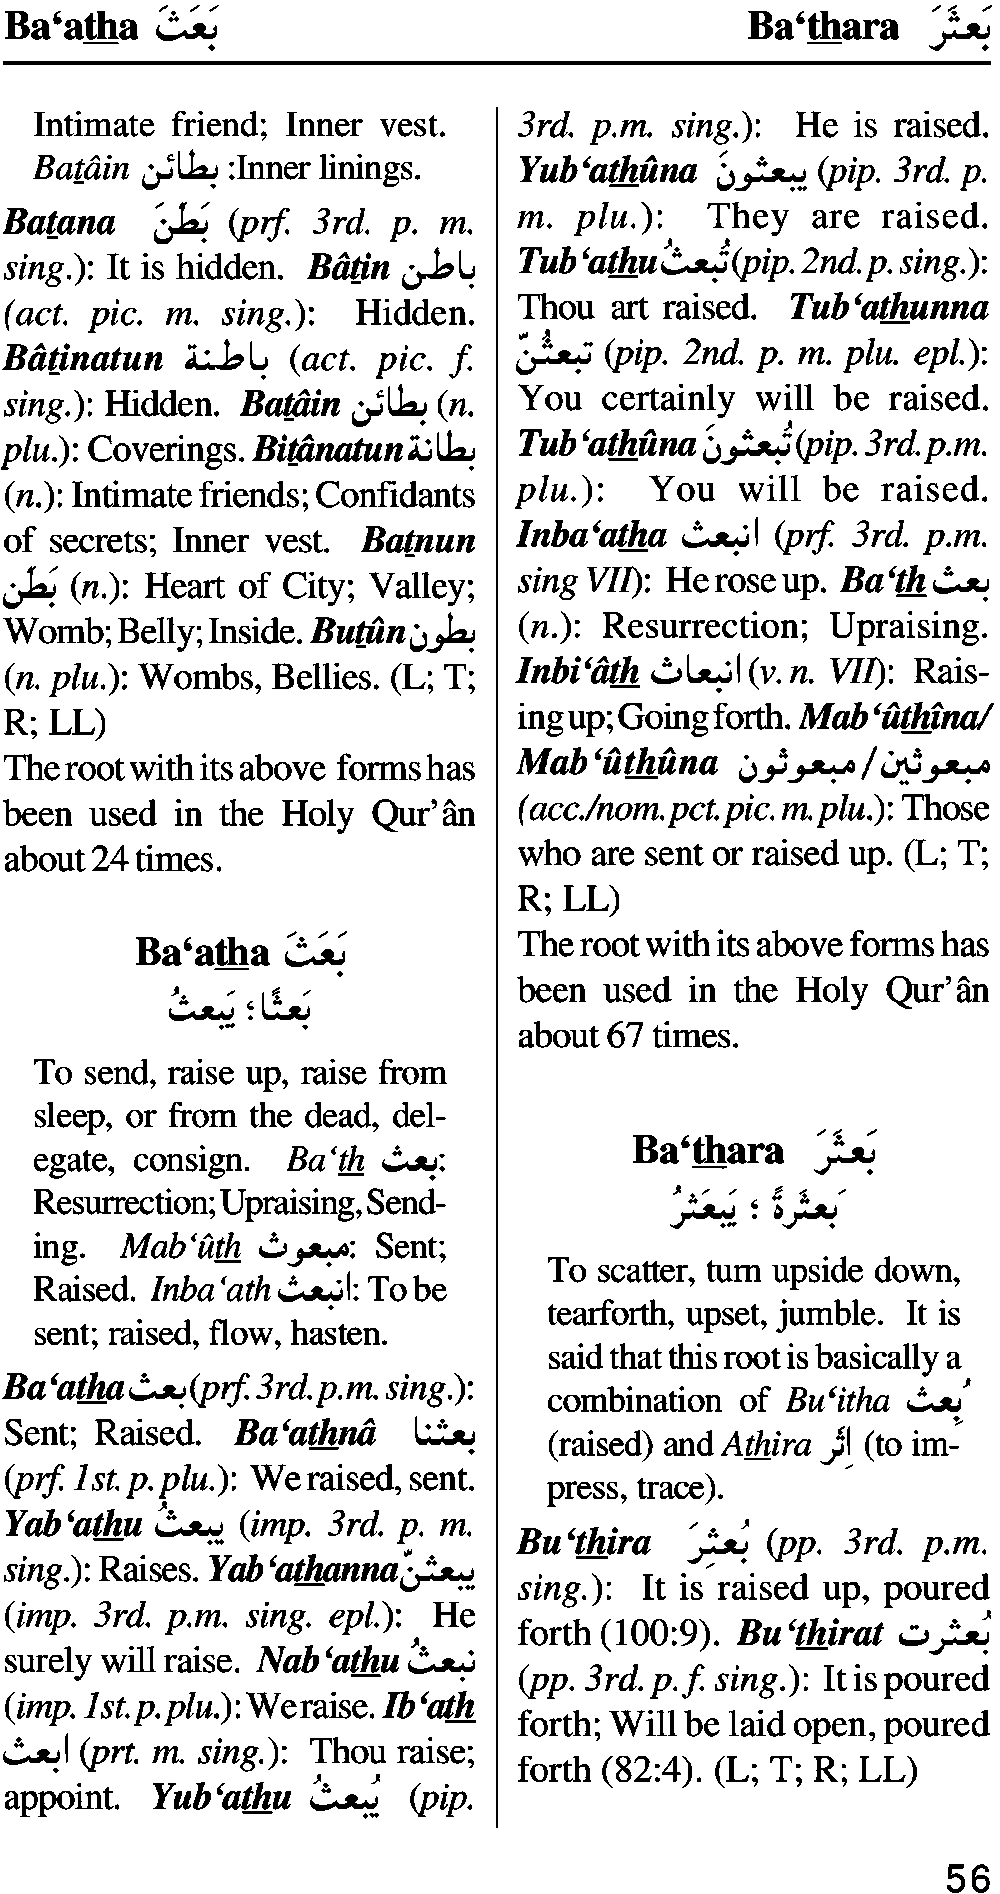 Ba‘atha بَعَثَ
Ba‘thara بَعثَرَ
Intimate friend; Inner vest.
Batâin بطائن :Inner linings.
Batana بَطَنَ (prf. 3rd. p. m.
sing.): It is hidden. Bâtin باطن
(act. pic. m. sing.): Hidden.
Bâtinatun باطنة (act. pic. f.
sing.): Hidden. Batâin بطائن (n.
plu.): Coverings. Bitânatun بطانة
(n.): Intimate friends; Confidants
of secrets; Inner vest. Batnun
بَطن (n.): Heart of City; Valley;
Womb; Belly; Inside. Butûn بطون
(n. plu.): Wombs, Bellies. (L; T;
R; LL)
The root with its above forms has
been used in the Holy Qur’ân
about 24 times.
Ba‘atha بَعَثَ
بَعثًا؛ يَبعثُ
To send, raise up, raise from
sleep, or from the dead, del-
egate, consign. Ba‘th بعث:
Resurrection; Upraising, Send-
ing. Mab‘ûth مبعوث: Sent;
Raised. Inba‘ath انبعث: To be
sent; raised, flow, hasten.
Ba‘atha بعث (prf. 3rd. p.m. sing.):
Sent; Raised. Ba‘athnâ بعثنا
(prf. 1st. p. plu.): We raised, sent.
Yab‘athu يبعثُ (imp. 3rd. p. m.
sing.): Raises. Yab‘athanna يبعثنّ
(imp. 3rd. p.m. sing. epl.): He
surely will raise. Nab‘athu نبعثُ
(imp. 1st. p. plu.): We raise. Ib‘ath
ابعث (prt. m. sing.): Thou raise;
appoint. Yub‘athu يُبعثُ (pip.
3rd. p.m. sing.): He is raised.
Yub‘athûna يبعثونَ (pip. 3rd. p.
m. plu.): They are raised.
Tub‘athu تُبعثُ (pip. 2nd. p. sing.):
Thou art raised. Tub‘athunna
تبعثُنّ (pip. 2nd. p. m. plu. epl.):
You certainly will be raised.
Tub‘athûna تُبعثونَ (pip. 3rd. p.m.
plu.): You will be raised.
Inba‘atha انبعث (prf. 3rd. p.m.
sing VII): He rose up. Ba‘th بعث
(n.): Resurrection; Upraising.
Inbi‘âth انبعاث (v. n. VII): Rais-
ing up; Going forth. Mab‘ûthîna/
Mab‘ûthûna مبعوثين/مبعوثون
(acc./nom. pct. pic. m. plu.): Those
who are sent or raised up. (L; T;
R; LL)
The root with its above forms has
been used in the Holy Qur’ân
about 67 times.
Ba‘thara بَعثَرَ
بَعثَرةً ؛ يَبعَثرُ
To scatter, turn upside down,
tearforth, upset, jumble. It is
said that this root is basically a
combination of Bu‘itha بُعِث
(raised) and Athira اِثر (to im-
press, trace).
Bu‘thira بُعثِرَ (pp. 3rd. p.m.
sing.): It is raised up, poured
forth (100:9). Bu‘thirat بُعثرت
(pp. 3rd. p. f. sing.): It is poured
forth; Will be laid open, poured
forth (82:4). (L; T; R; LL)
56